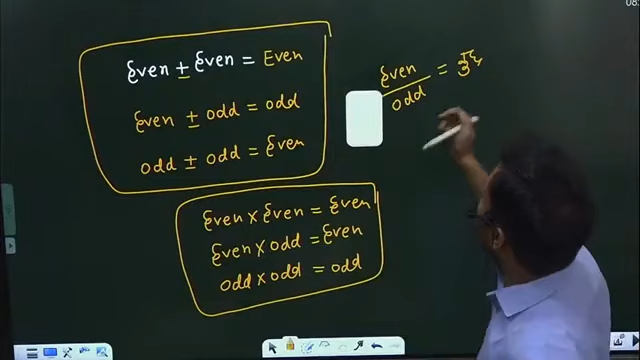 Even ± Even = Even
Even ± odd = odd
odd ± odd = Even
Even × Even = Even
Even × odd = Even
odd × odd = odd
Even
odd
=